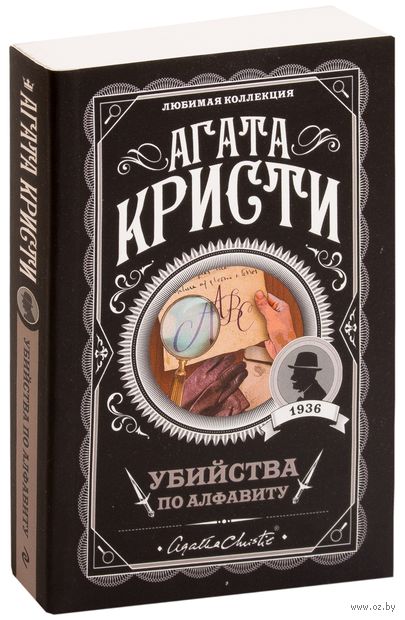 ЛЮБИМАЯ КОЛЛЕКЦИЯ
АГАТА
КРИСТИ
ABC
1936
УБИЙСТВА
ПО АЛФАВИТУ
Agatha Christie
АГАТА КРИСТИ
УБИЙСТВА ПО АЛФАВИТУ
www.oz.by